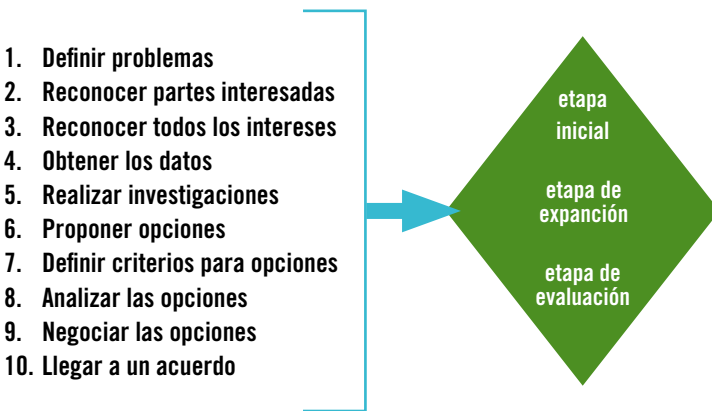 1. Definir problemas
2. Reconocer partes interesadas
3. Reconocer todos los intereses
4. Obtener los datos
5. Realizar investigaciones
6. Proponer opciones
7. Definir criterios para opciones
8. Analizar las opciones
9. Negociar las opciones
10. Llegar a un acuerdo
etapa
inicial
etapa de
expanción
etapa de
evaluación